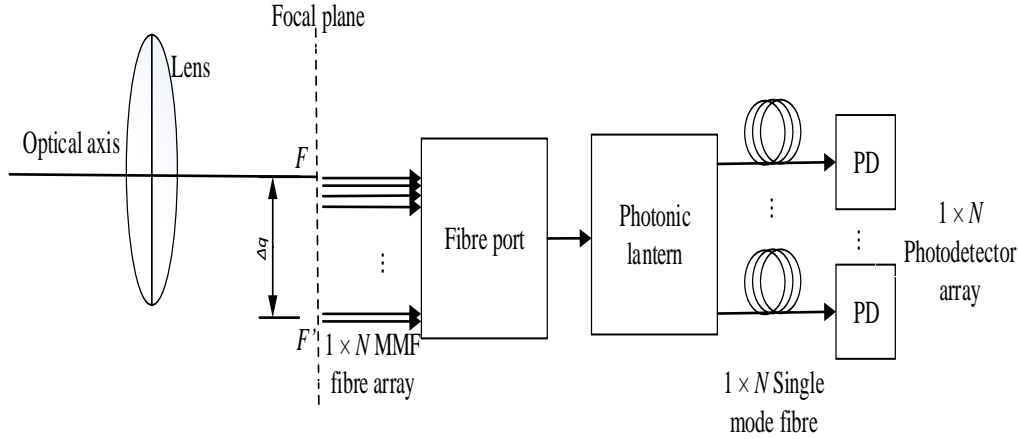 Focal plane
Lens
Optical axis
F
Δq
F'
1 × N MMF
fibre array
Fibre port
Photonic
lantern
PD
PD
1 × N
Photodetector
array
1 × N Single
mode fibre